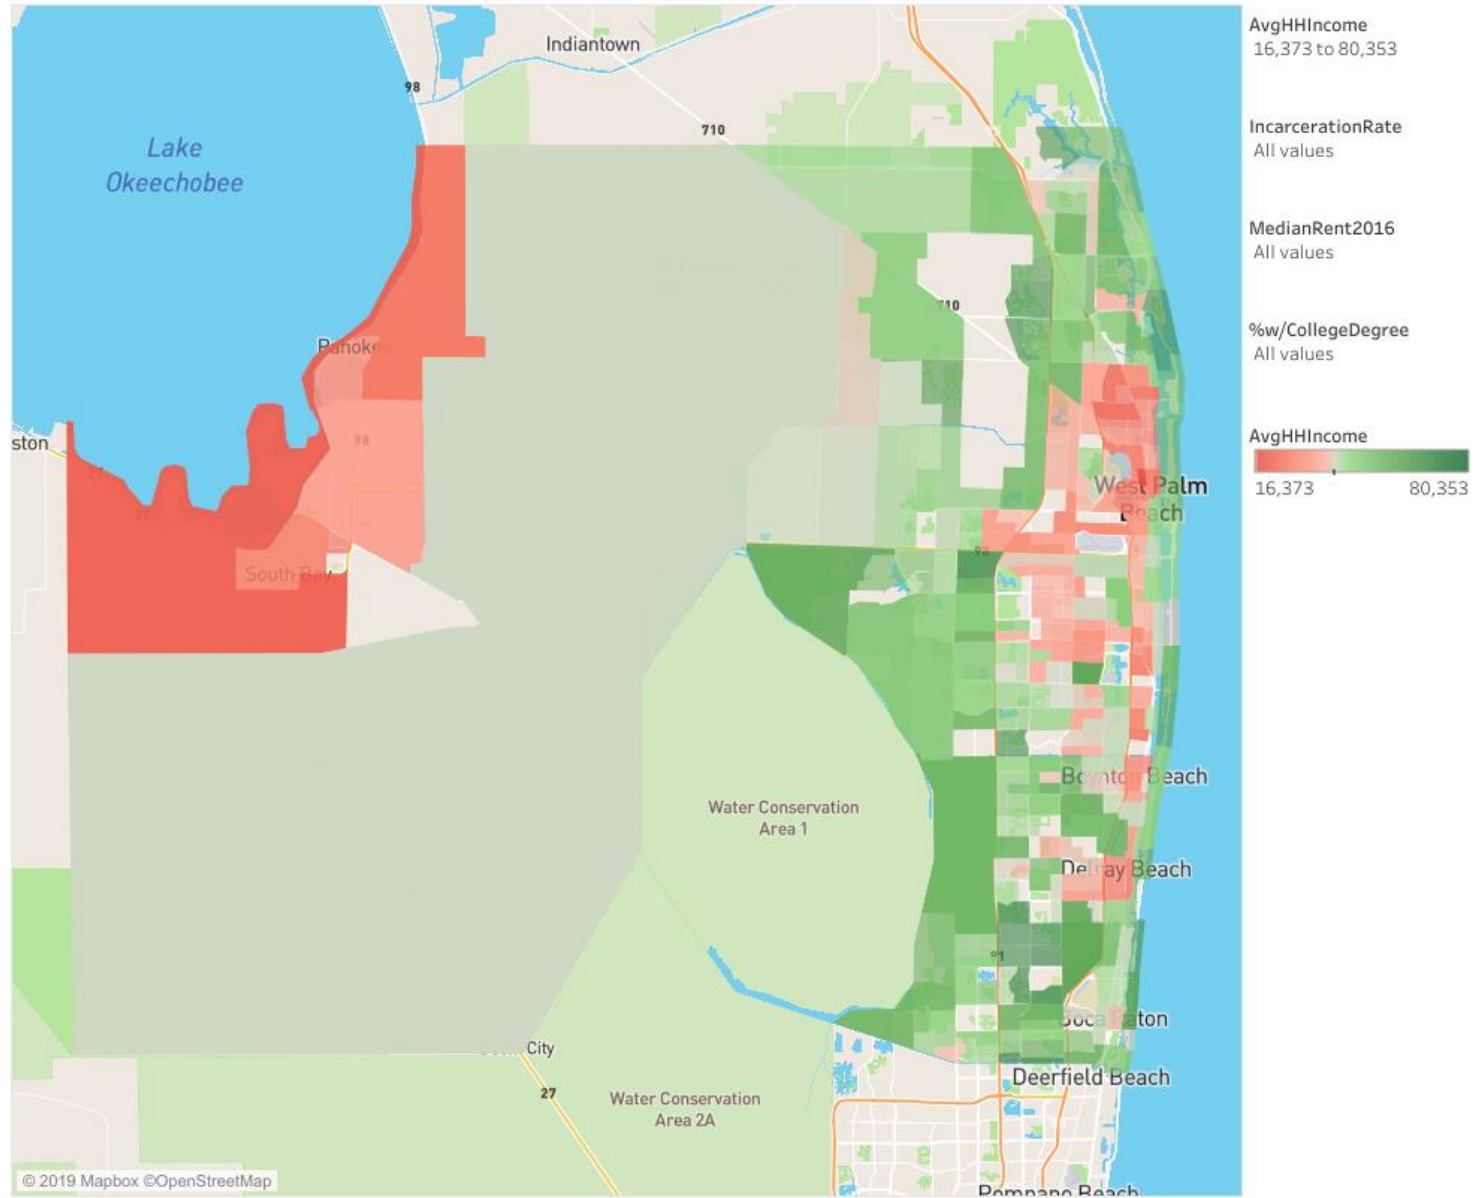 Indiantown
98
710
Lake
Okeechobee
710
Pahokee
ston
98
West Palm
Beach
98
South Bay
Boynton Beach
Water Conservation
Area 1
Delray Beach
Boca Raton
City
Deerfield Beach
27
Water Conservation
Area 2A
Pompano Beach
© 2019 Mapbox ©OpenStreetMap
AvgHHIncome
16,373 to 80,353
IncarcerationRate
All values
MedianRent2016
All values
%w/CollegeDegree
All values
AvgHHIncome
16,373 80,353